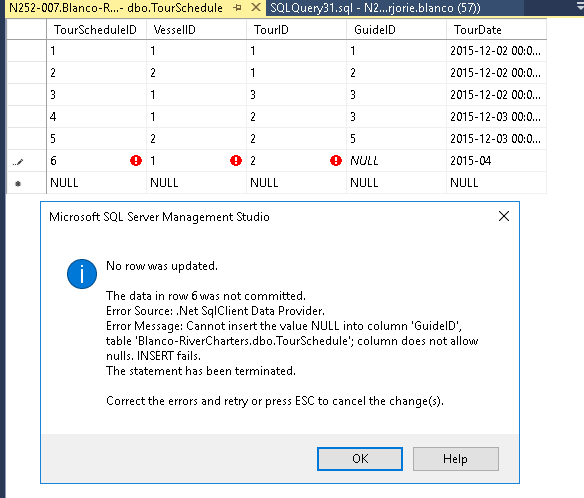 N252-007.Blanco-R...- dbo.TourSchedule SQLQuery31.sql - N2...rjorie.blanco (57))
TourScheduleID VesselID TourID GuideID TourDate
1 1 1 1 2015-12-02 00:0...
2 2 1 2 2015-12-02 00:0...
3 1 3 3 2015-12-02 00:0...
4 1 2 3 2015-12-03 00:0...
5 2 2 5 2015-12-03 00:0...
6 1 2 NULL 2015-04
NULL NULL NULL NULL NULL
Microsoft SQL Server Management Studio
No row was updated.
The data in row 6 was not committed.
Error Source: .Net SqlClient Data Provider.
Error Message: Cannot insert the value NULL into column 'GuideID',
table 'Blanco-RiverCharters.dbo.TourSchedule'; column does not allow
nulls. INSERT fails.
The statement has been terminated.
Correct the errors and retry or press ESC to cancel the change(s).
OK Help